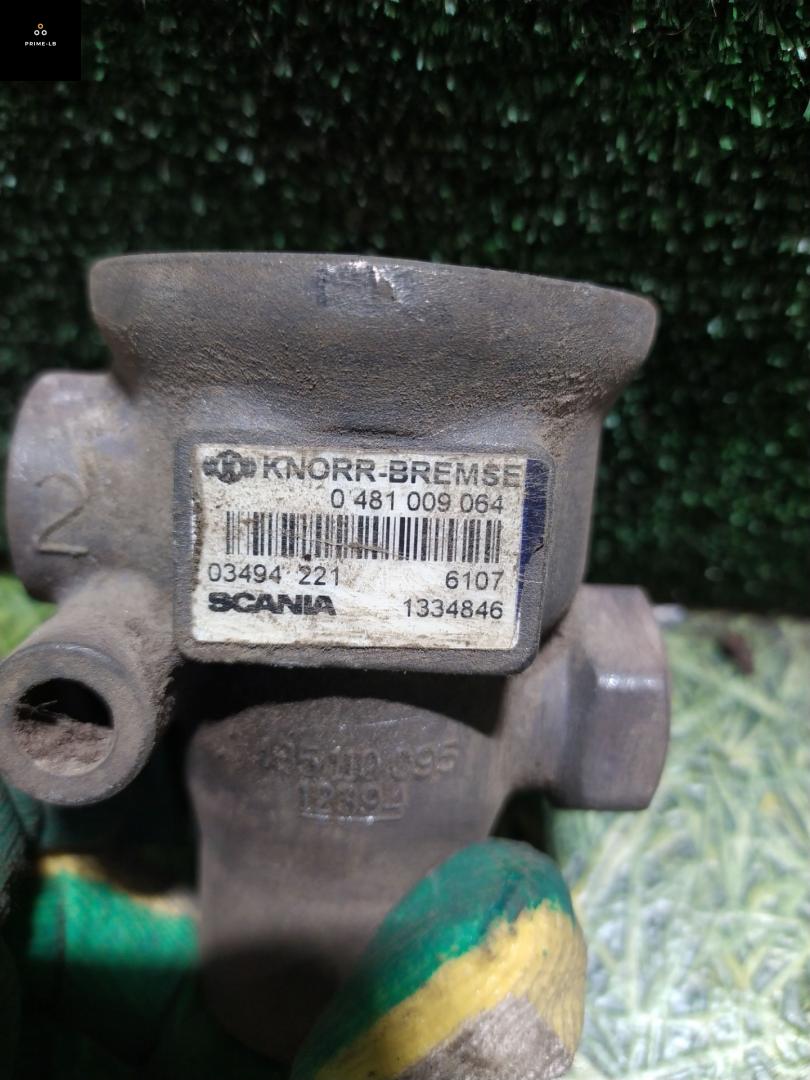 PRIME-LB
KNORR-BREMSE
0 481 009 064
03494 221 6107
SCANIA 1334846
2